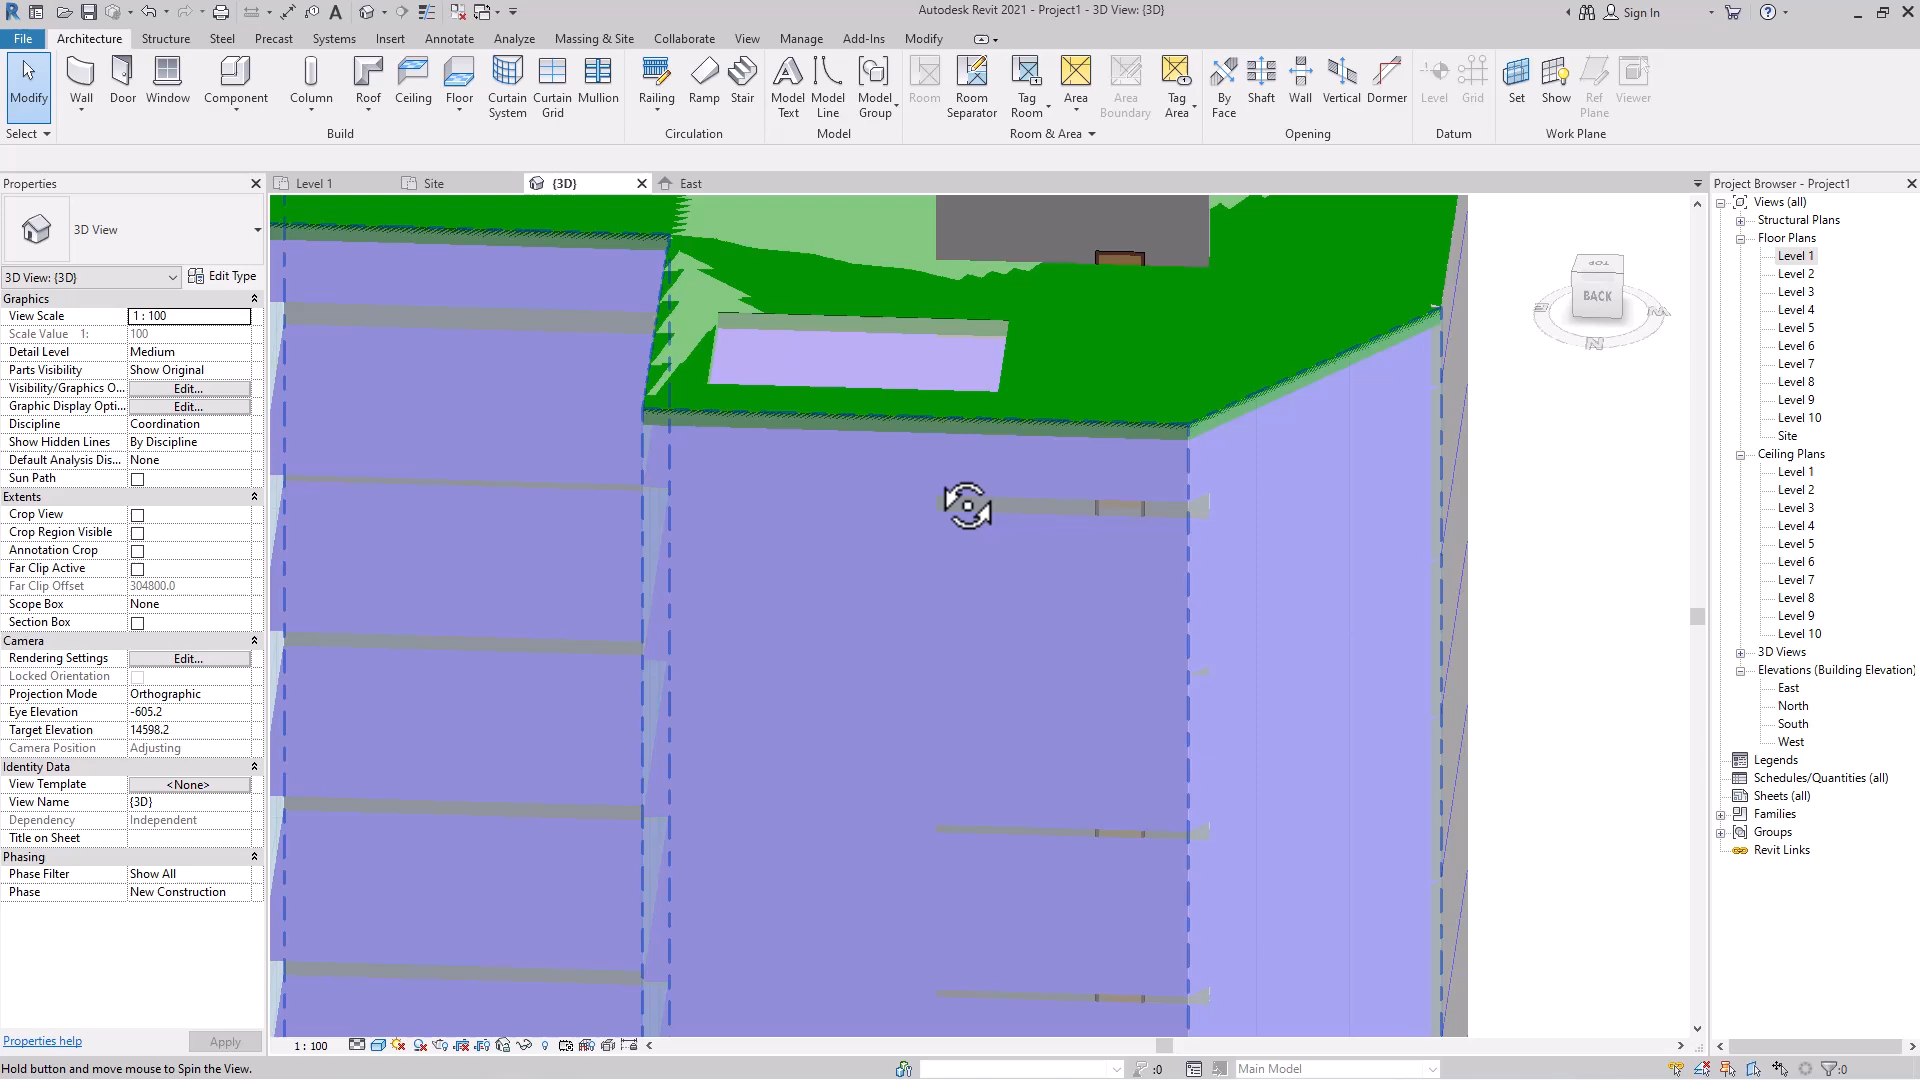 Autodesk Revit 2021 - Project1 - 3D View: {3D}
Sign In
File Architecture Structure Steel Precast Systems Insert Annotate Analyze Massing & Site Collaborate View Manage Add-Ins Modify
Modify Wall Door Window Component Column Roof Ceiling Floor Curtain System Curtain Grid Mullion Railing Ramp Stair Model Text Model Line Model Group Room Room Separator Tag Room Area Area Boundary Tag Area By Face Shaft Wall Vertical Dormer Level Grid Set Show Ref Plane Viewer
Select Build Circulation Model Room & Area Opening Datum Work Plane
Properties
Level 1 Site {3D} East
Project Browser - Project1
3D View
3D View: {3D} Edit Type
Graphics
View Scale 1 : 100
Scale Value 1: 100
Detail Level Medium
Parts Visibility Show Original
Visibility/Graphics O... Edit...
Graphic Display Opti... Edit...
Discipline Coordination
Show Hidden Lines By Discipline
Default Analysis Dis... None
Sun Path
Extents
Crop View
Crop Region Visible
Annotation Crop
Far Clip Active
Far Clip Offset 304800.0
Scope Box None
Section Box
Camera
Rendering Settings Edit...
Locked Orientation
Projection Mode Orthographic
Eye Elevation -605.2
Target Elevation 14598.2
Camera Position Adjusting
Identity Data
View Template <None>
View Name {3D}
Dependency Independent
Title on Sheet
Phasing
Phase Filter Show All
Phase New Construction
Properties help Apply
TOP
BACK
N
Views (all)
Structural Plans
Floor Plans
Level 1
Level 2
Level 3
Level 4
Level 5
Level 6
Level 7
Level 8
Level 9
Level 10
Site
Ceiling Plans
Level 1
Level 2
Level 3
Level 4
Level 5
Level 6
Level 7
Level 8
Level 9
Level 10
3D Views
Elevations (Building Elevation)
East
North
South
West
Legends
Schedules/Quantities (all)
Sheets (all)
Families
Groups
Revit Links
1 : 100
Hold button and move mouse to Spin the View.
:0
Main Model
:0